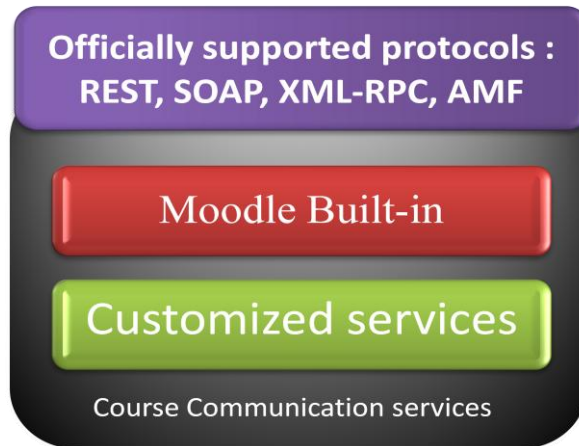 Officially supported protocols :
REST, SOAP, XML-RPC, AMF
Moodle Built-in
Customized services
Course Communication services